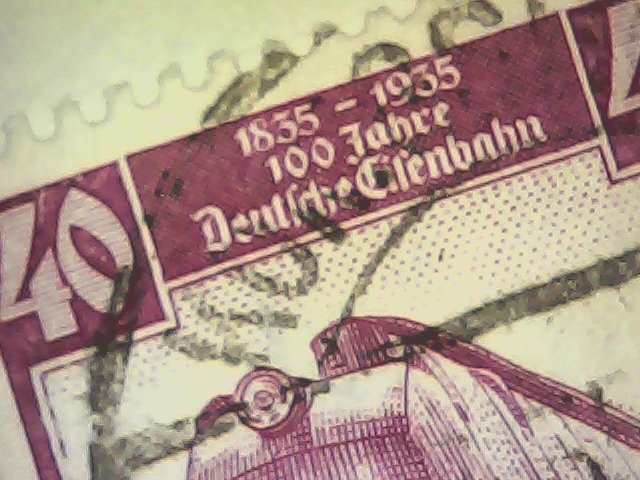 1835 – 1935
100 Jahre
Deutsche Eisenbahn
40